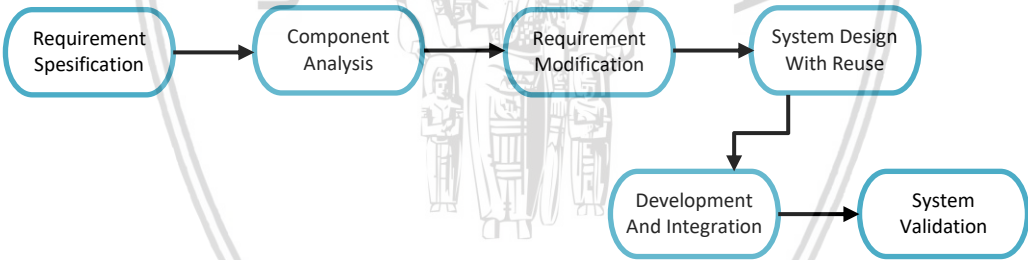 Requirement
Spesification
Component
Analysis
Requirement
Modification
System Design
With Reuse
Development
And Integration
System
Validation